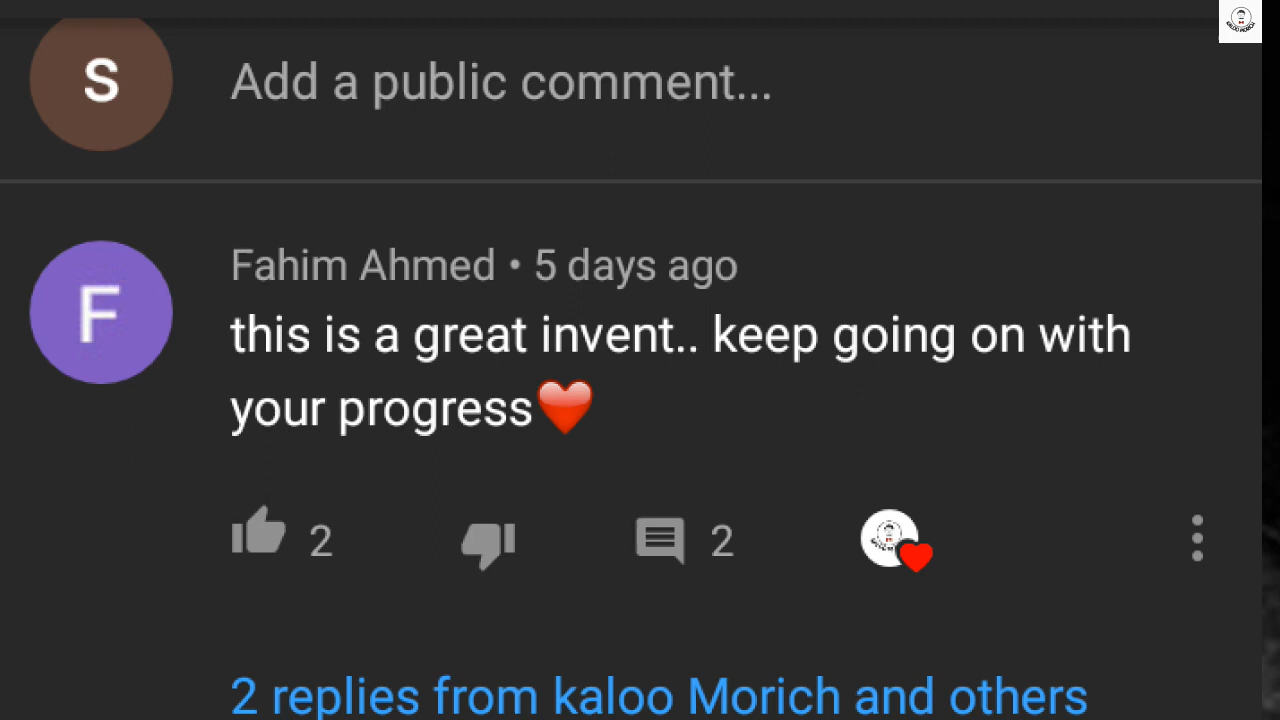 S
Add a public comment...
F
Fahim Ahmed • 5 days ago
this is a great invent.. keep going on with
your progress❤️
2
2
2 replies from kaloo Morich and others